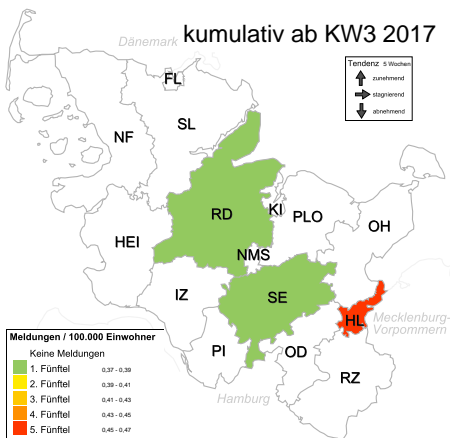 kumulativ ab KW3 2017
Dänemark
Tendenz 5 Wochen
zunehmend
stagnierend
abnehmend
FL
SL
NF
RD
KI
PLO
OH
HEI
NMS
IZ
SE
HL
Mecklenburg-
Vorpommern
PI
OD
RZ
Hamburg
Meldungen / 100.000 Einwohner
Keine Meldungen
1. Fünftel 0,37 - 0,39
2. Fünftel 0,39 - 0,41
3. Fünftel 0,41 - 0,43
4. Fünftel 0,43 - 0,45
5. Fünftel 0,45 - 0,47